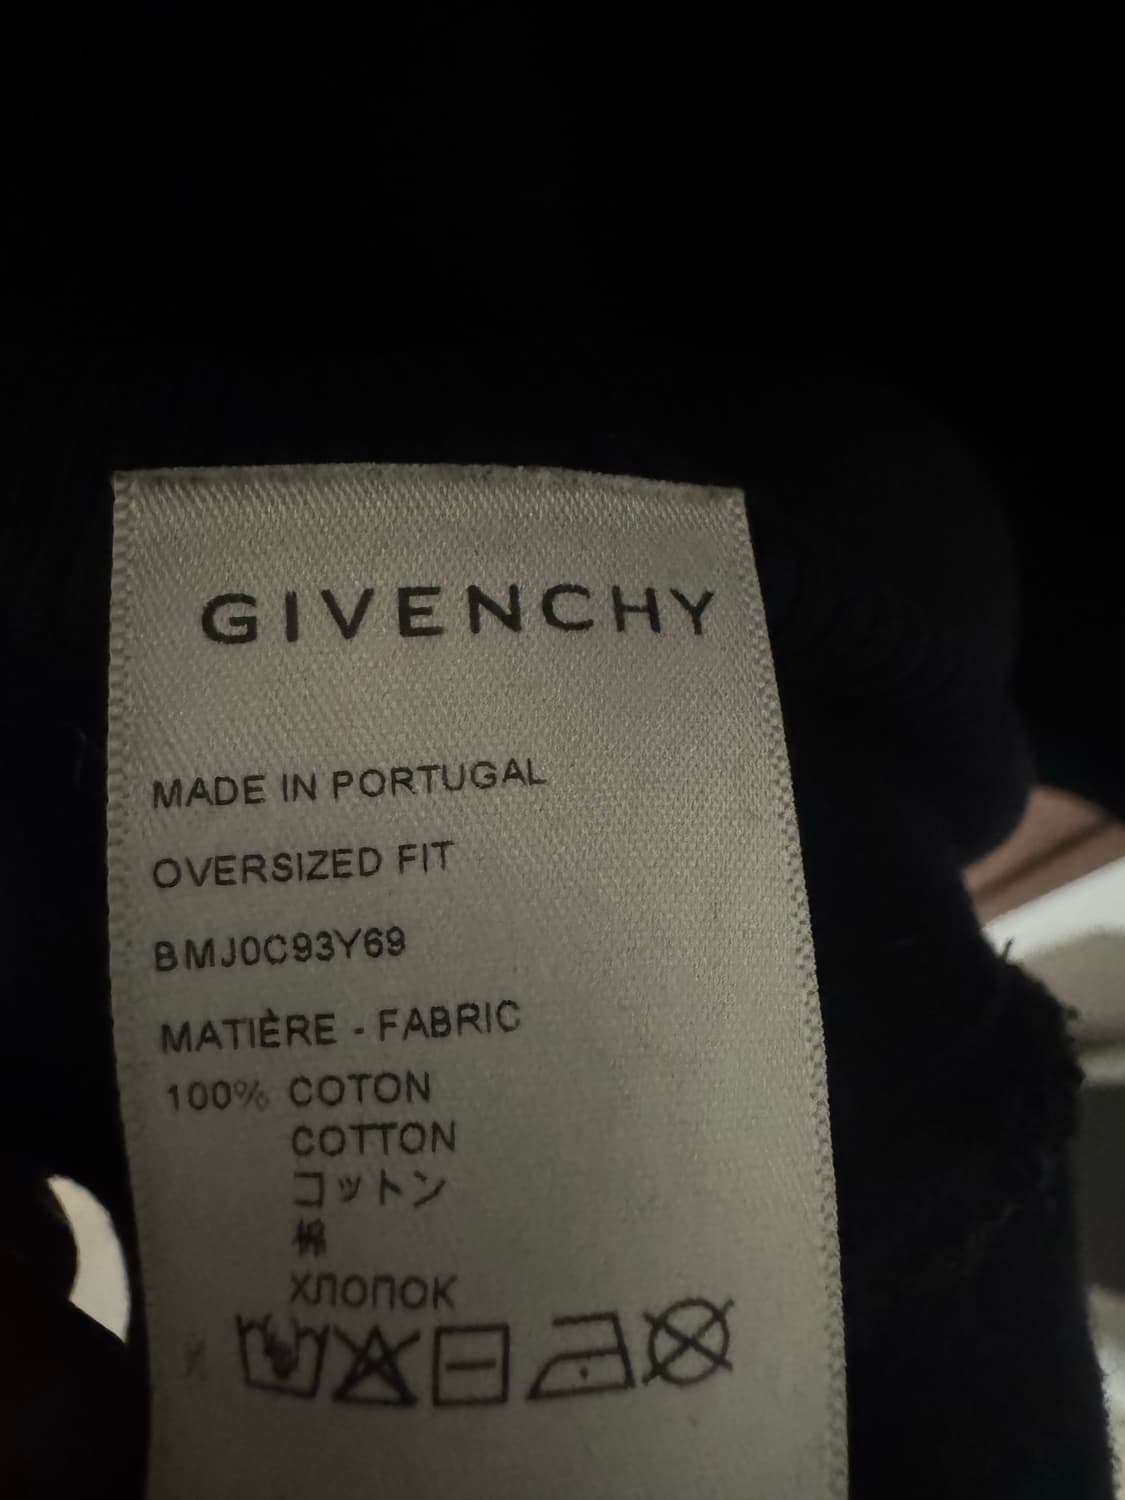 GIVENCHY
MADE IN PORTUGAL
OVERSIZED FIT
BMJ0C93Y69
MATIÈRE - FABRIC
100% COTON
COTTON
コットン
棉
ХЛОПОК